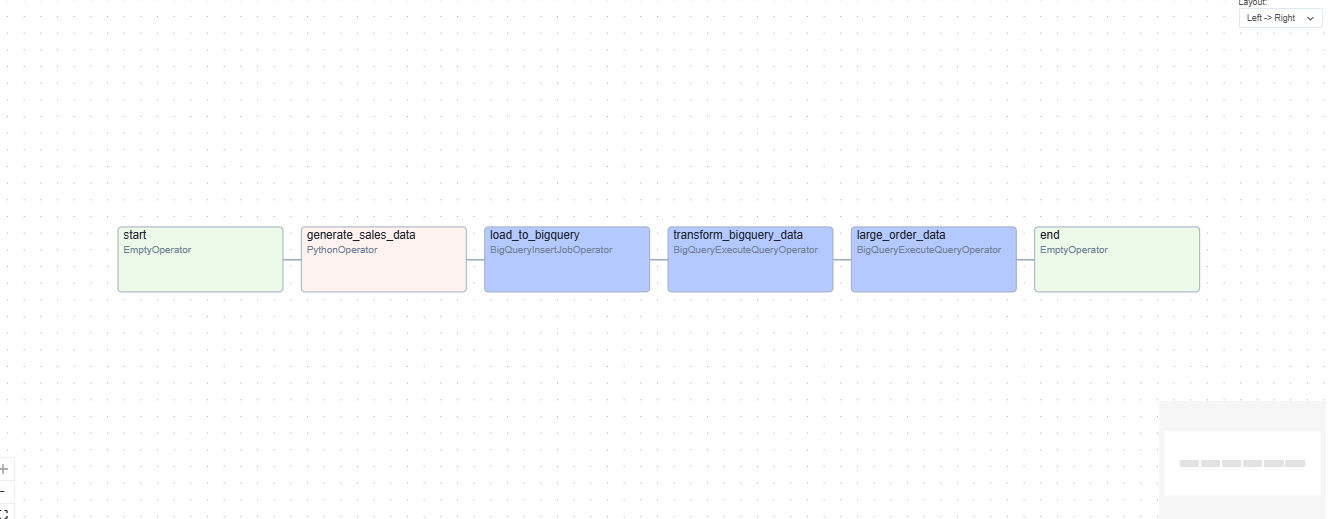 Layout:
Left -> Right
start
EmptyOperator
generate_sales_data
PythonOperator
load_to_bigquery
BigQueryInsertJobOperator
transform_bigquery_data
BigQueryExecuteQueryOperator
large_order_data
BigQueryExecuteQueryOperator
end
EmptyOperator